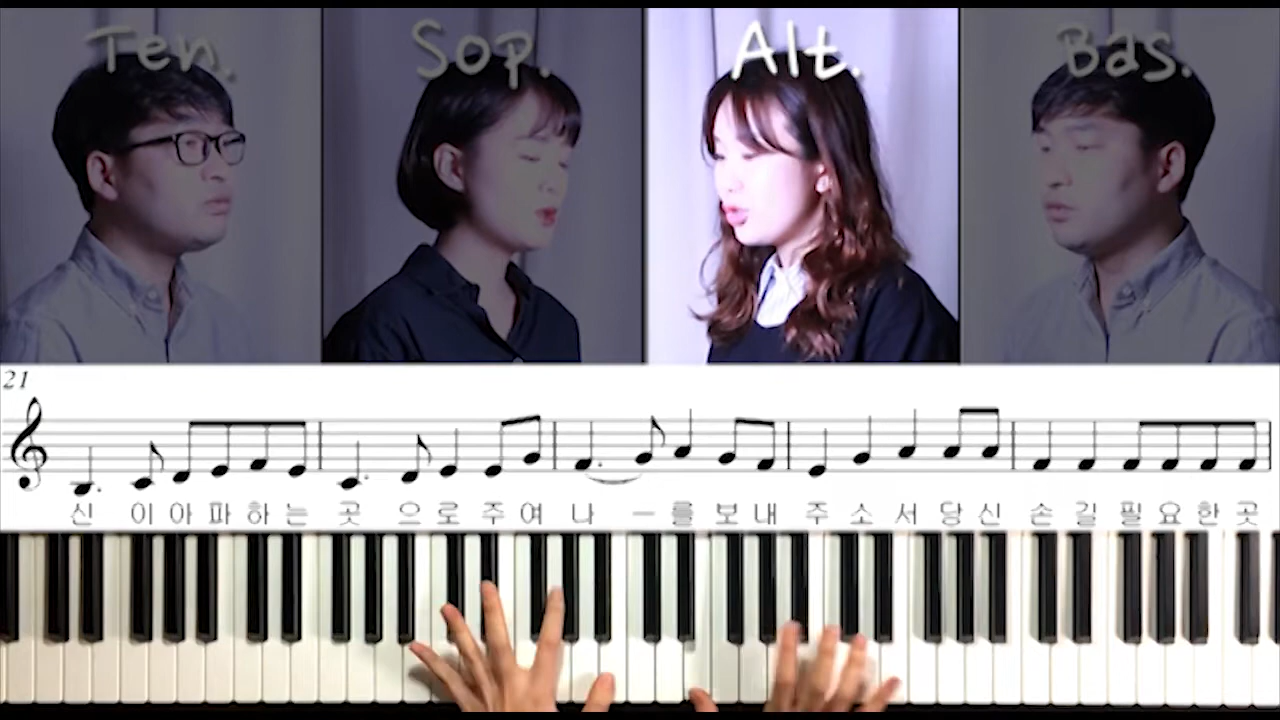 Ten. Sop. Alt. Bas.
21
신 이 아 파 하 는 곳 으 로 주 여 나 ㅡ 를 보 내 주 소 서 당 신 손 길 필 요 한 곳